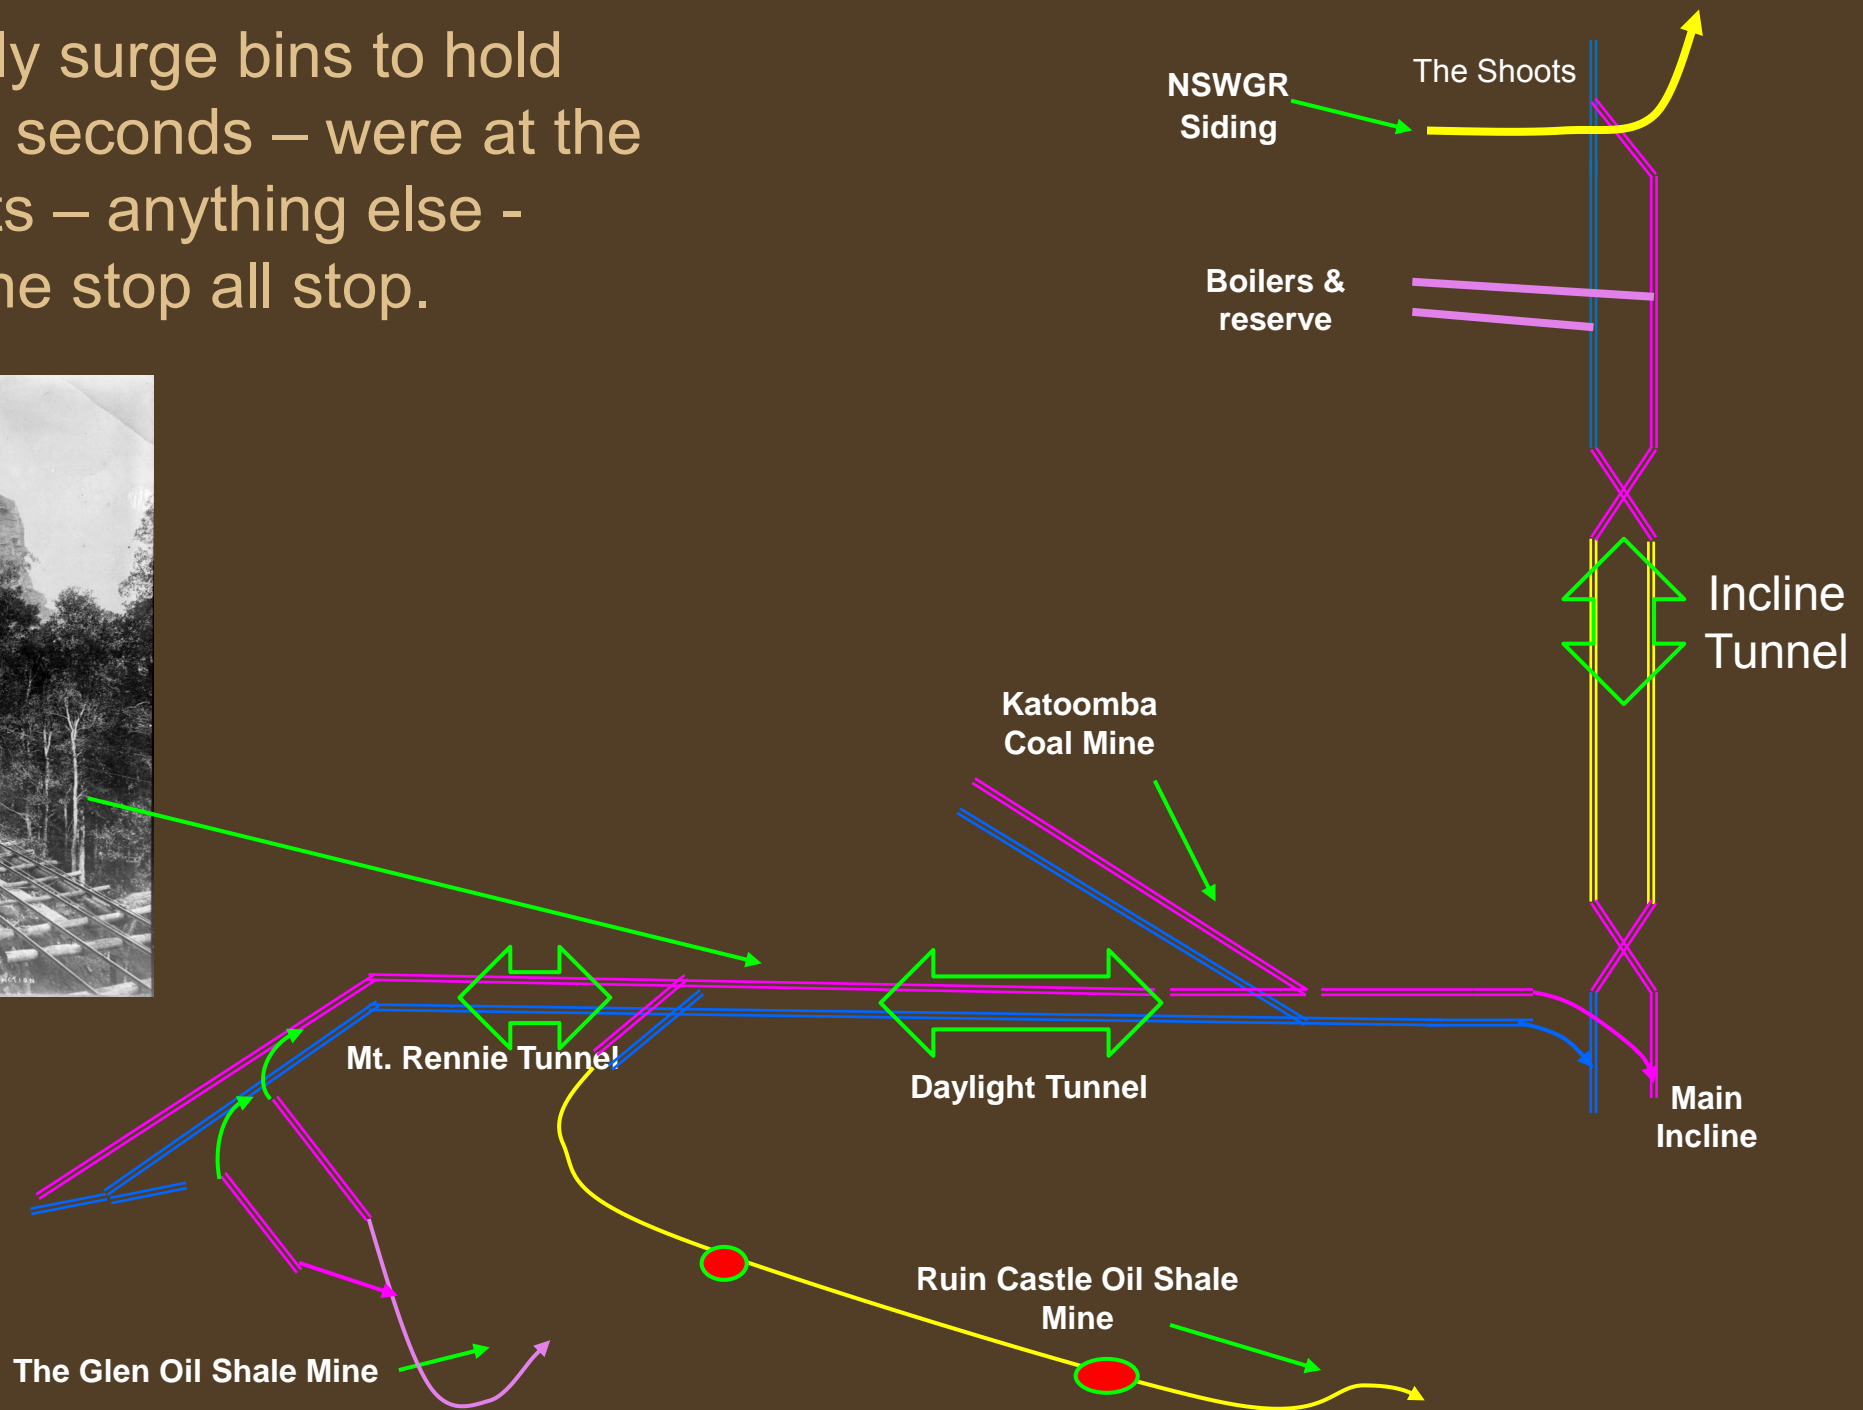 ly surge bins to hold
seconds – were at the
ts – anything else -
ne stop all stop.
The Shoots
NSWGR
Siding
Boilers &
reserve
Incline
Tunnel
Katoomba
Coal Mine
Mt. Rennie Tunnel
Daylight Tunnel
Main
Incline
Ruin Castle Oil Shale
Mine
The Glen Oil Shale Mine